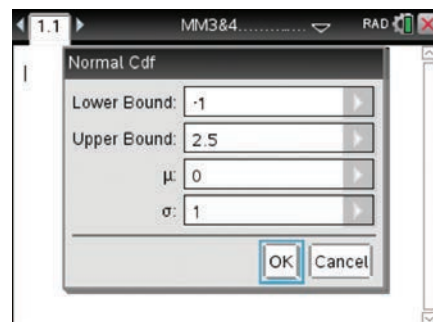 1.1 MM3&4............. RAD
Normal Cdf
Lower Bound: -1
Upper Bound: 2.5
μ: 0
σ: 1
OK Cancel